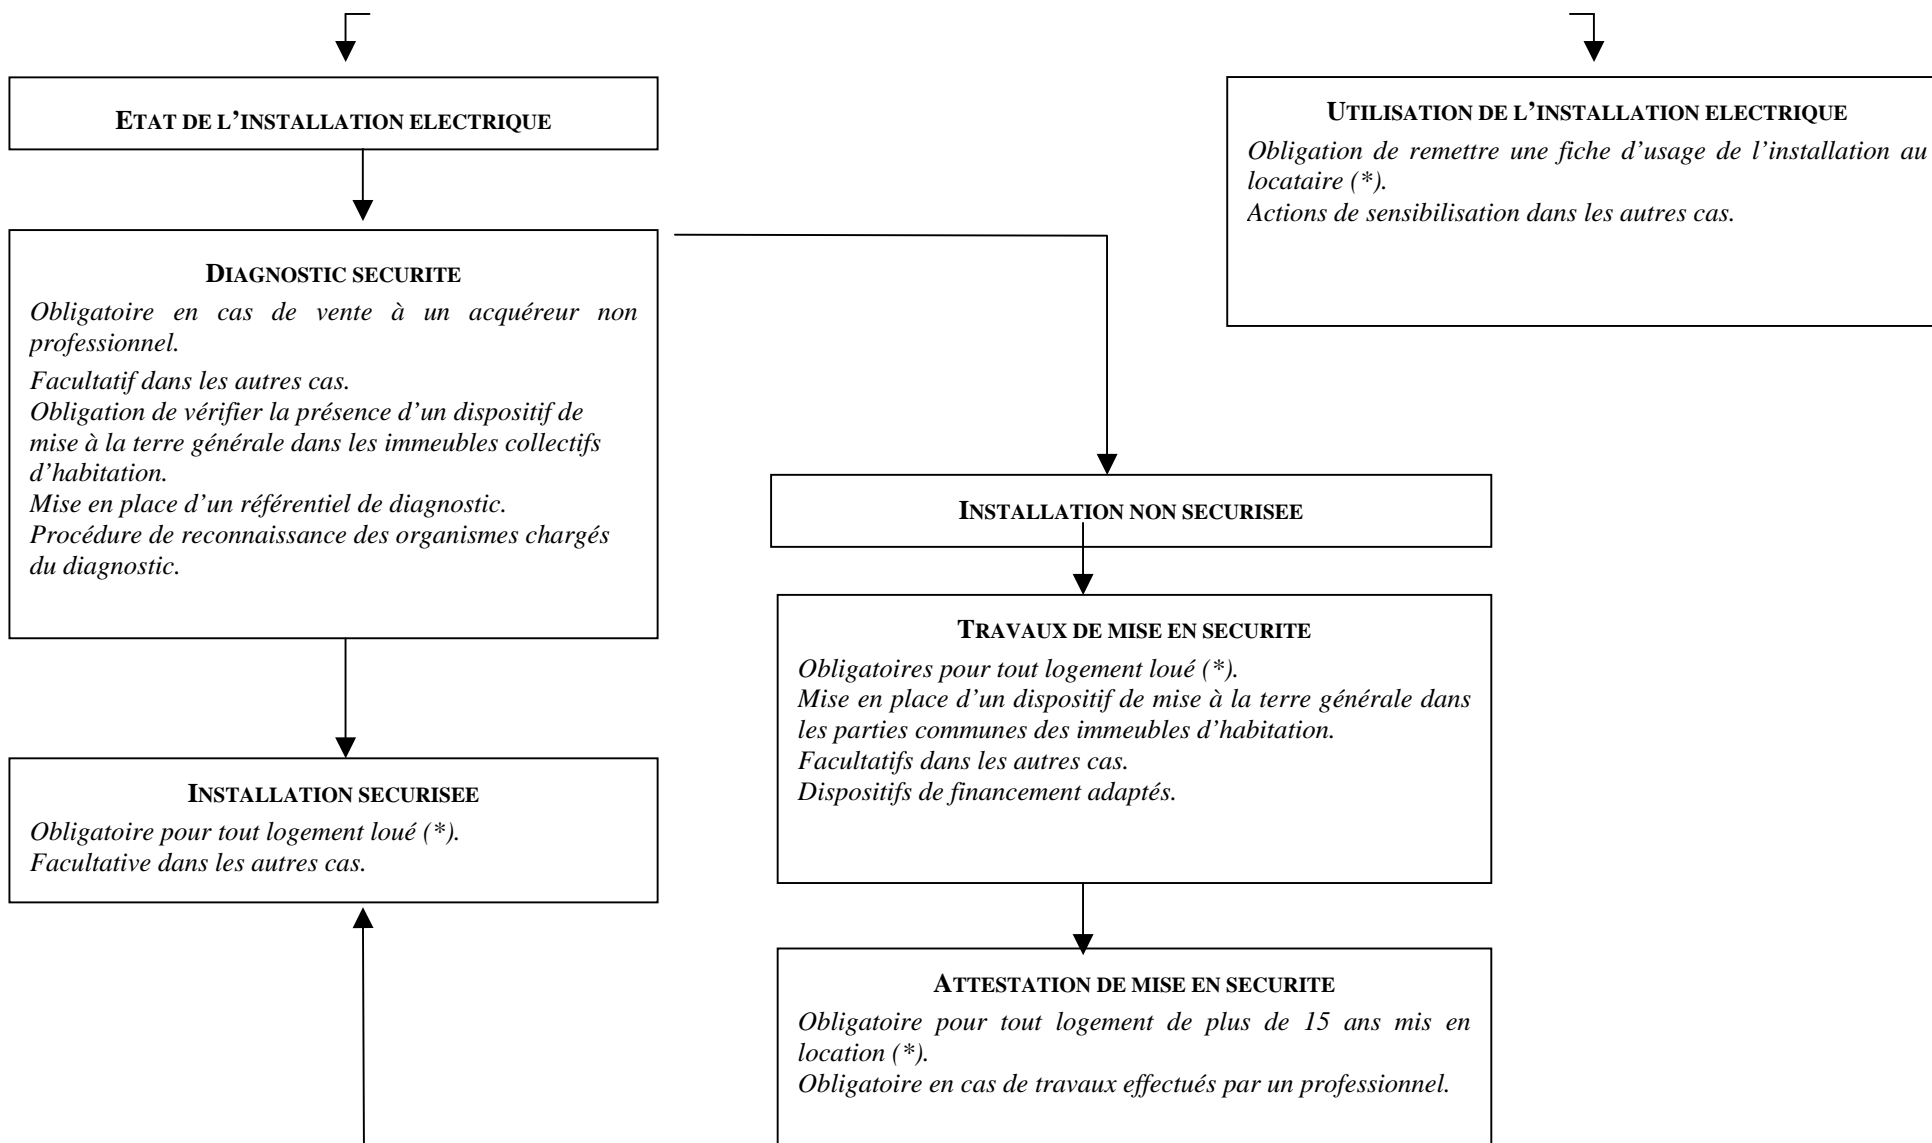 ETAT DE L’INSTALLATION ELECTRIQUE
UTILISATION DE L’INSTALLATION ELECTRIQUE
Obligation de remettre une fiche d’usage de l’installation au
locataire (*).
Actions de sensibilisation dans les autres cas.
DIAGNOSTIC SECURITE
Obligatoire en cas de vente à un acquéreur non
professionnel.
Facultatif dans les autres cas.
Obligation de vérifier la présence d’un dispositif de
mise à la terre générale dans les immeubles collectifs
d’habitation.
Mise en place d’un référentiel de diagnostic.
Procédure de reconnaissance des organismes chargés
du diagnostic.
INSTALLATION NON SECURISEE
TRAVAUX DE MISE EN SECURITE
Obligatoires pour tout logement loué (*).
Mise en place d’un dispositif de mise à la terre générale dans
les parties communes des immeubles d’habitation.
Facultatifs dans les autres cas.
Dispositifs de financement adaptés.
INSTALLATION SECURISEE
Obligatoire pour tout logement loué (*).
Facultative dans les autres cas.
ATTESTATION DE MISE EN SECURITE
Obligatoire pour tout logement de plus de 15 ans mis en
location (*).
Obligatoire en cas de travaux effectués par un professionnel.